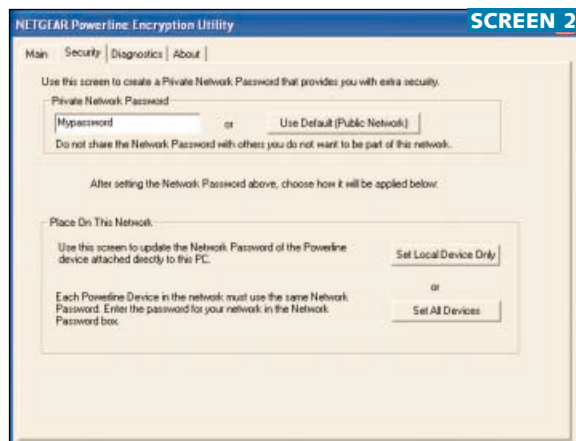 NETGEAR Powerline Encryption Utility
SCREEN 2
Main Security Diagnostics About
Use this screen to create a Private Network Password that provides you with extra security.
Private Network Password
Mypassword or Use Default (Public Network)
Do not share the Network Password with others you do not want to be part of this network.
After setting the Network Password above, choose how it will be applied below:
Place On This Network
Use this screen to update the Network Password of the Powerline
device attached directly to this PC.
Set Local Device Only
or
Each Powerline Device in the network must use the same Network
Password. Enter the password for your network in the Network
Password box.
Set All Devices